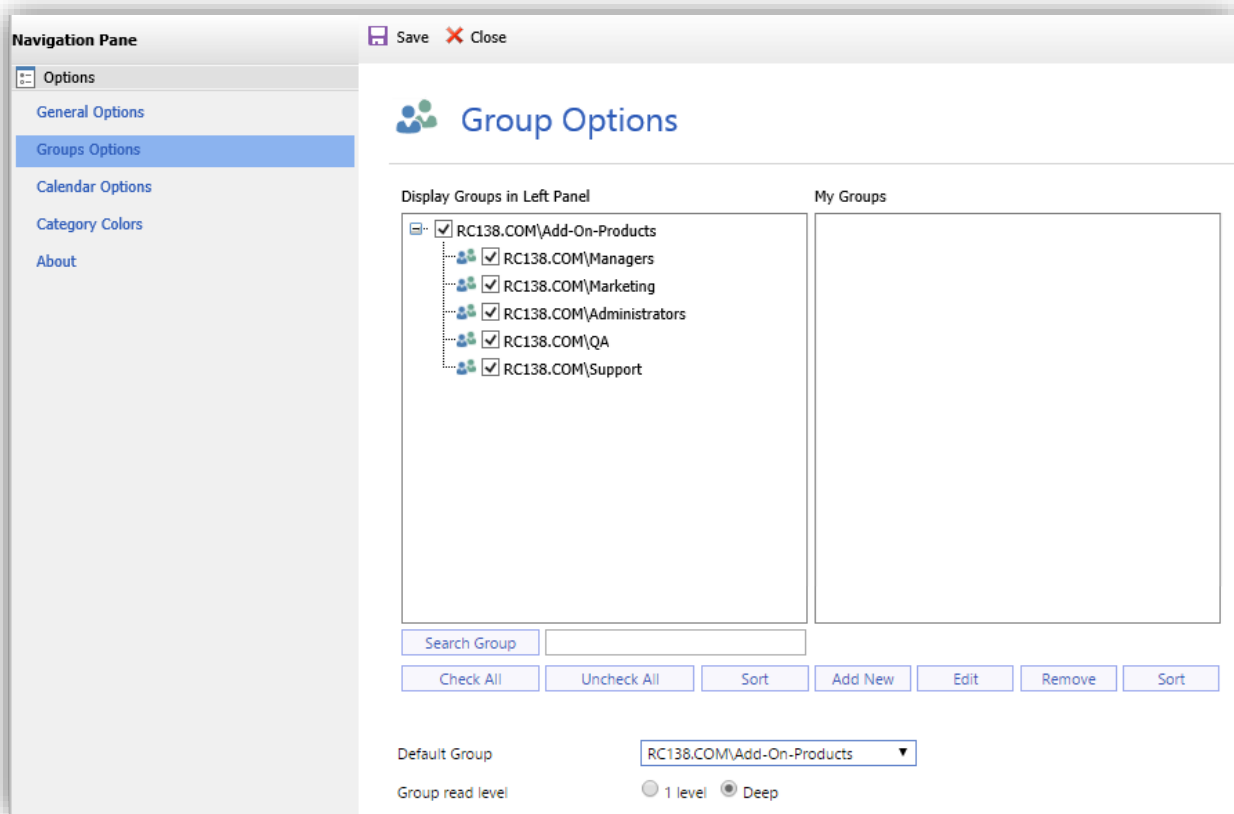 Navigation Pane
Save Close
Options
General Options
Groups Options
Calendar Options
Category Colors
About
Group Options
Display Groups in Left Panel
My Groups
RC138.COM\Add-On-Products
RC138.COM\Managers
RC138.COM\Marketing
RC138.COM\Administrators
RC138.COM\QA
RC138.COM\Support
Search Group
Check All Uncheck All Sort Add New Edit Remove Sort
Default Group RC138.COM\Add-On-Products
Group read level 1 level Deep